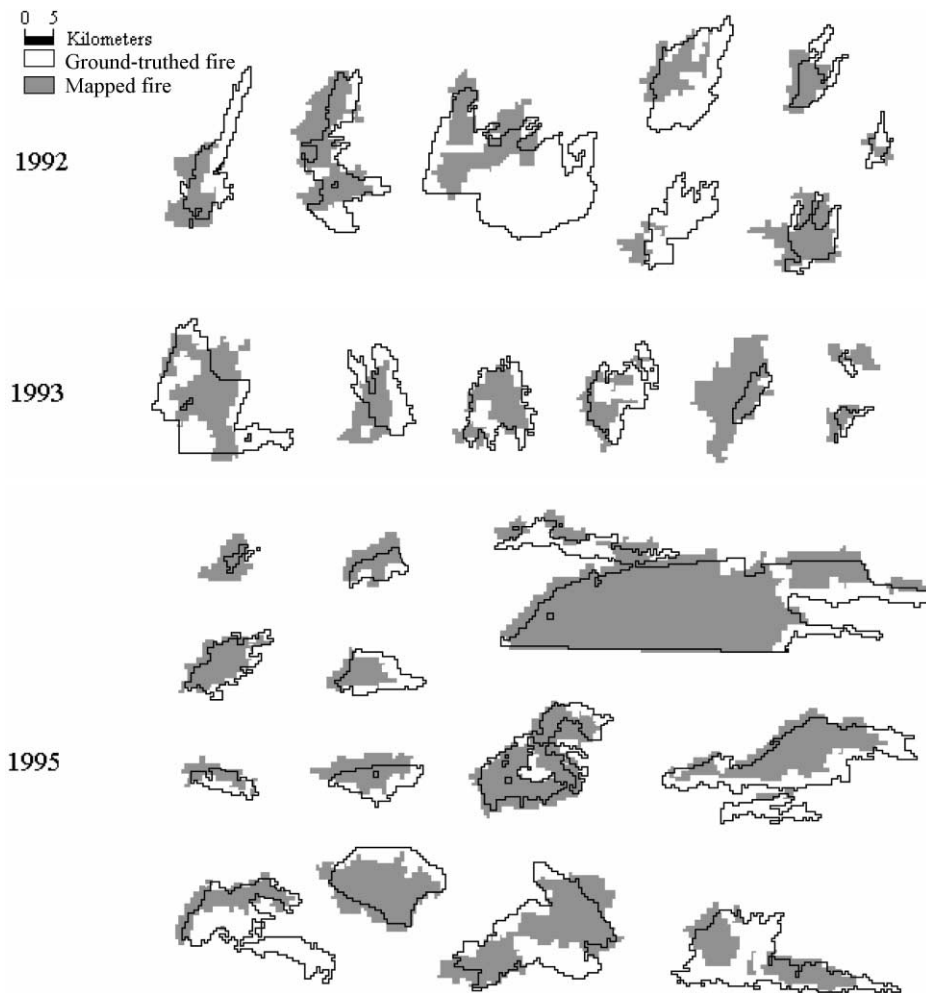 0 5
Kilometers
Ground-truthed fire
Mapped fire
1992
1993
1995